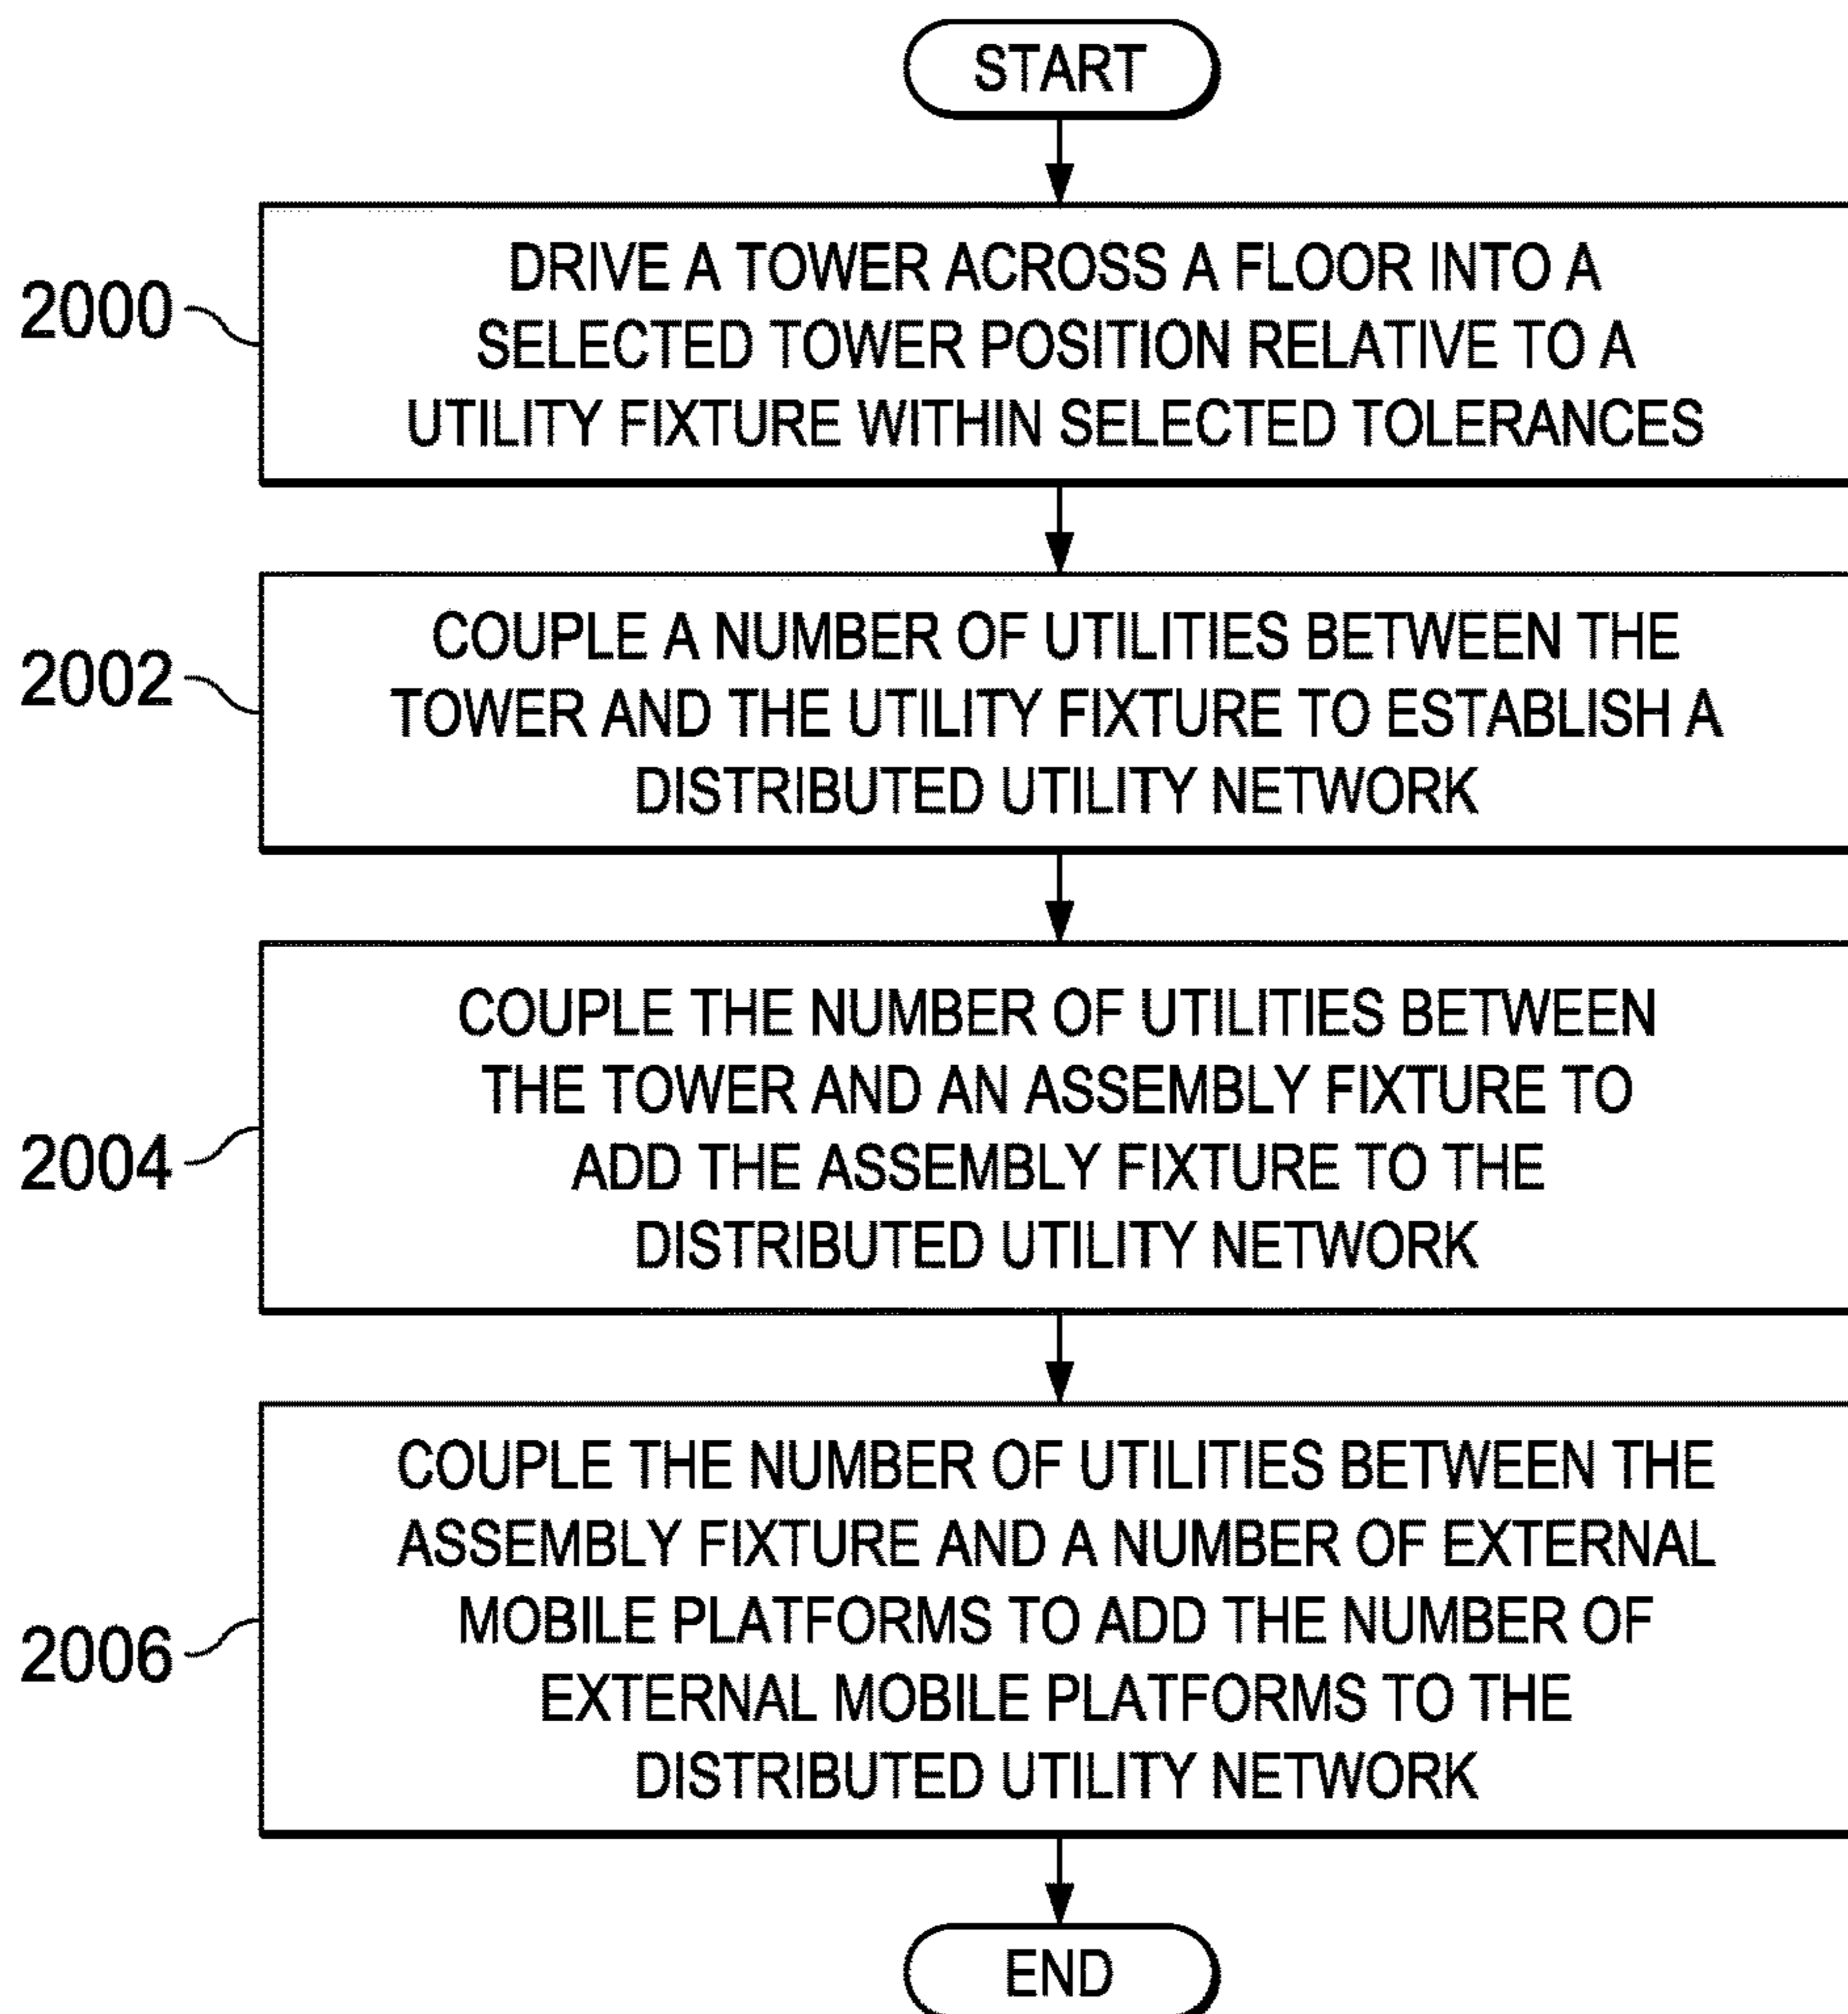 START
2000
DRIVE A TOWER ACROSS A FLOOR INTO A
SELECTED TOWER POSITION RELATIVE TO A
UTILITY FIXTURE WITHIN SELECTED TOLERANCES
2002
COUPLE A NUMBER OF UTILITIES BETWEEN THE
TOWER AND THE UTILITY FIXTURE TO ESTABLISH A
DISTRIBUTED UTILITY NETWORK
2004
COUPLE THE NUMBER OF UTILITIES BETWEEN
THE TOWER AND AN ASSEMBLY FIXTURE TO
ADD THE ASSEMBLY FIXTURE TO THE
DISTRIBUTED UTILITY NETWORK
2006
COUPLE THE NUMBER OF UTILITIES BETWEEN THE
ASSEMBLY FIXTURE AND A NUMBER OF EXTERNAL
MOBILE PLATFORMS TO ADD THE NUMBER OF
EXTERNAL MOBILE PLATFORMS TO THE
DISTRIBUTED UTILITY NETWORK
END